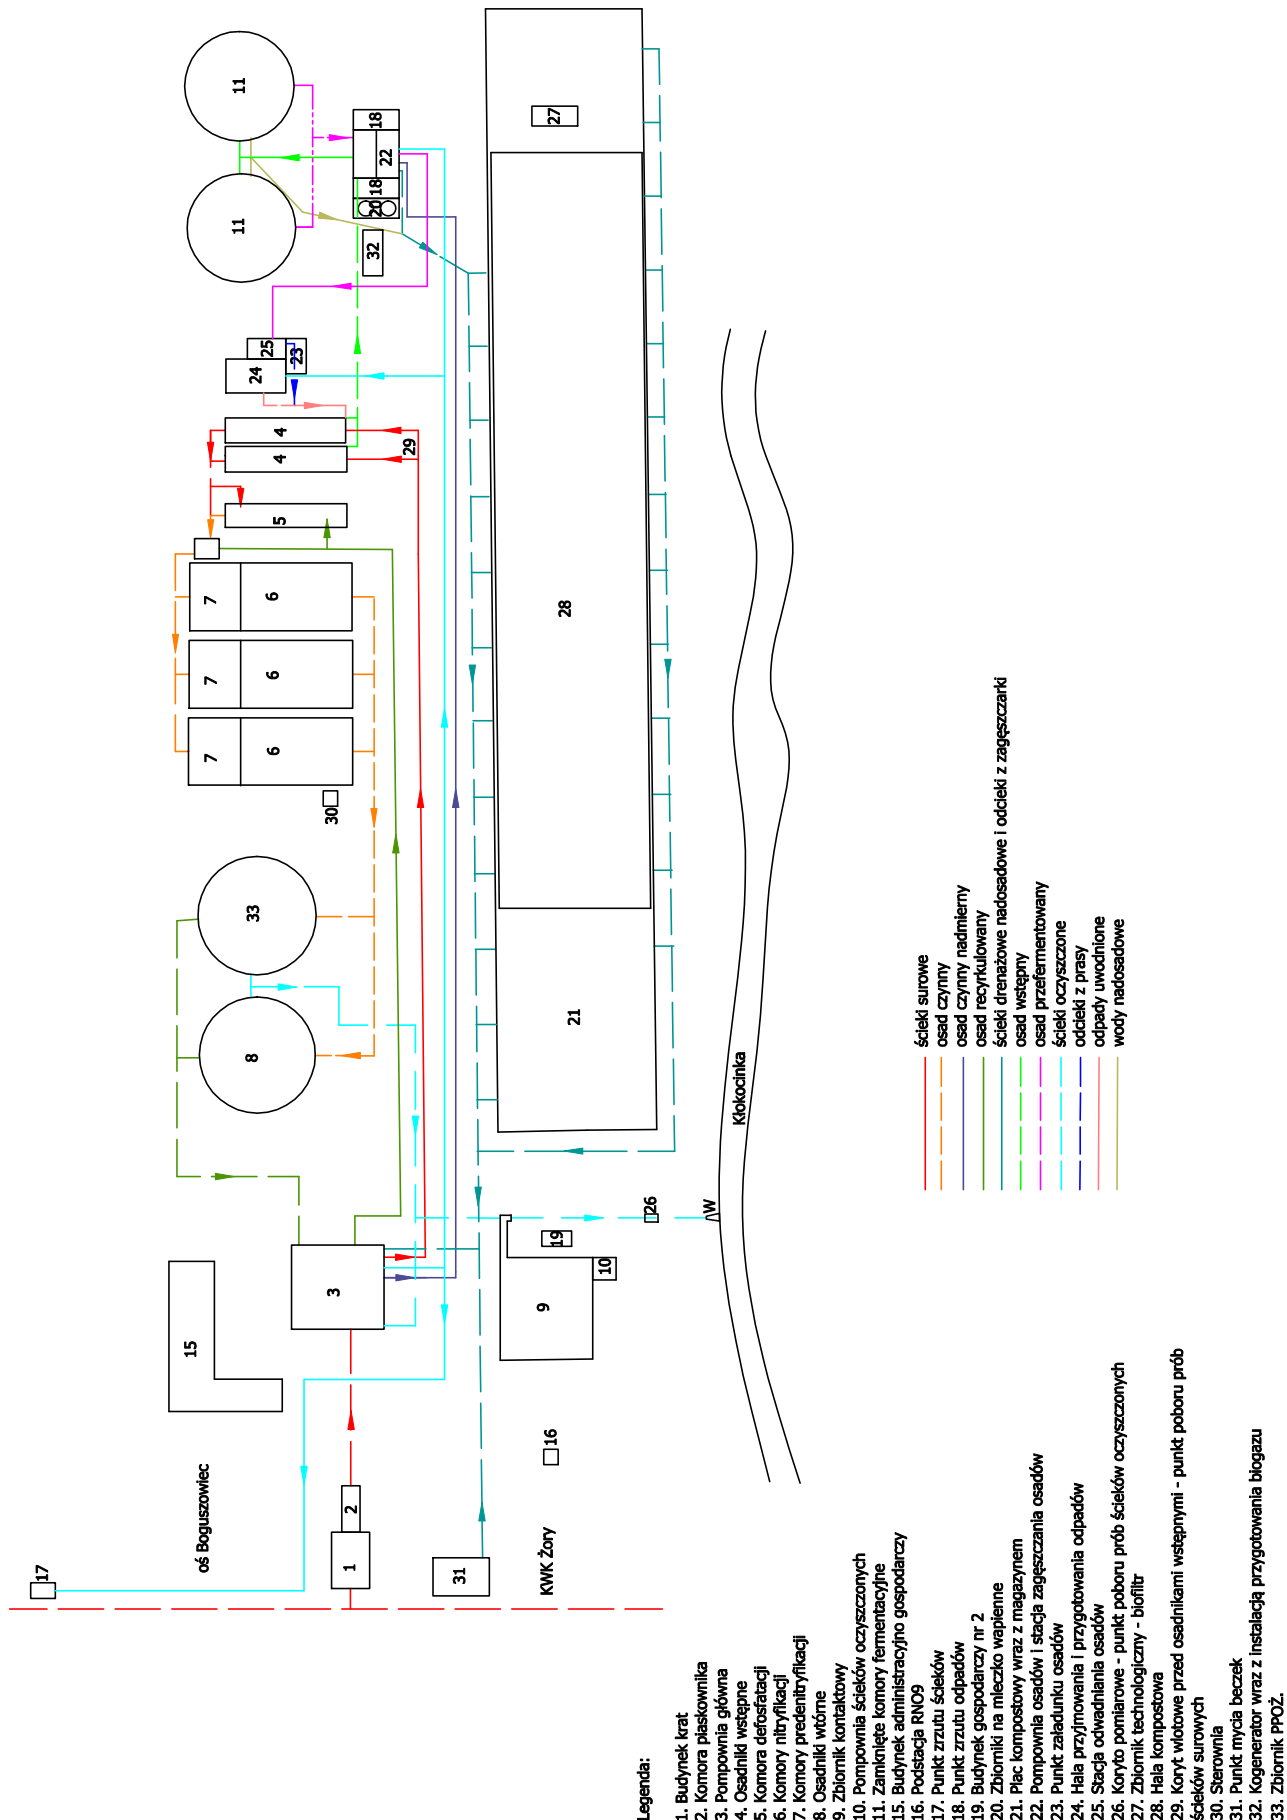 11
11
18
22
18
20
27
32
25
23
24
4
4
29
5
7
6
7
6
7
6
30
28
33
8
21
Kłokocinka
3
15
9
19
10
26
W
16
17
oś Boguszowiec
2
1
31
KWK Żory
ścieki surowe
osad czynny
osad czynny nadmierny
osad recyrkulowany
ścieki drenażowe nadosadowe i odcieki z zagęszczarki
osad wstępny
osad przefermentowany
ścieki oczyszczone
odcieki z prasy
odpady uwodnione
wody nadosadowe
Legenda:
1. Budynek krat
2. Komora piaskownika
3. Pompownia główna
4. Osadniki wstępne
5. Komora defosfatacji
6. Komory nitryfikacji
7. Komory predenitryfikacji
8. Osadniki wtórne
9. Zbiornik kontaktowy
10. Pompownia ścieków oczyszczonych
11. Zamknięte komory fermentacyjne
15. Budynek administracyjno gospodarczy
16. Podstacja RNO9
17. Punkt zrzutu ścieków
18. Punkt zrzutu odpadów
19. Budynek gospodarczy nr 2
20. Zbiorniki na mleczko wapienne
21. Plac kompostowy wraz z magazynem
22. Pompownia osadów i stacja zagęszczania osadów
23. Punkt załadunku osadów
24. Hala przyjmowania i przygotowania odpadów
25. Stacja odwadniania osadów
26. Koryto pomiarowe - punkt poboru prób ścieków oczyszczonych
27. Zbiornik technologiczny - biofiltr
28. Hala kompostowa
29. Koryt wlotowe przed osadnikami wstępnymi - punkt poboru prób
ścieków surowych
30. Sterownia
31. Punkt mycia beczek
32. Kogenerator wraz z instalacją przygotowania biogazu
33. Zbiornik PPOŻ.